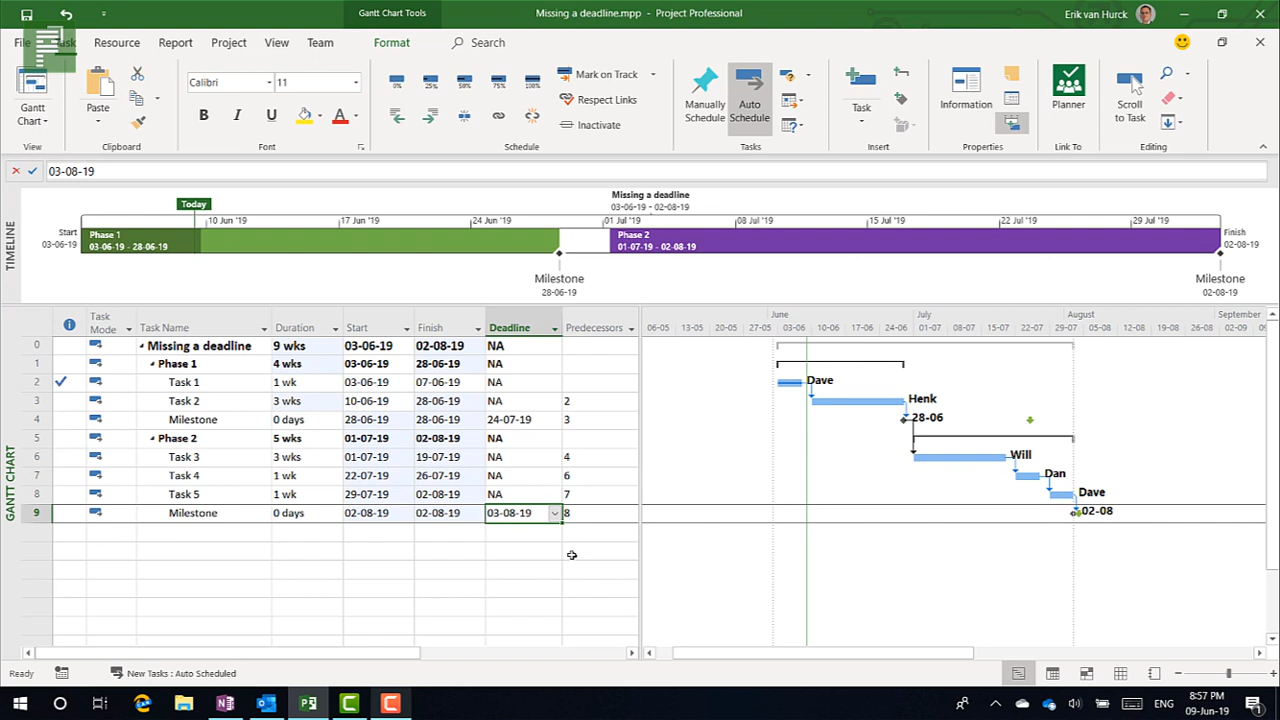 Gantt Chart Tools
Missing a deadline.mpp - Project Professional
Erik van Hurck
File Task Resource Report Project View Team Format Search
Gantt Chart
View
Paste
Clipboard
Calibri 11
B I U A
Font
0% 25% 50% 75% 100%
Mark on Track
Respect Links
Inactivate
Schedule
Manually Schedule
Auto Schedule
Tasks
Task
Insert
Information
Properties
Planner
Link To
Scroll to Task
Editing
03-08-19
TIMELINE
Missing a deadline
03-06-19 - 02-08-19
Today
10 Jun '19 17 Jun '19 24 Jun '19 01 Jul '19 08 Jul '19 15 Jul '19 22 Jul '19 29 Jul '19
Start
03-06-19
Phase 1
03-06-19 - 28-06-19
Phase 2
01-07-19 - 02-08-19
Finish
02-08-19
Milestone
28-06-19
Milestone
02-08-19
GANTT CHART
Task Mode Task Name Duration Start Finish Deadline Predecessors
0 Missing a deadline 9 wks 03-06-19 02-08-19 NA
1 Phase 1 4 wks 03-06-19 28-06-19 NA
2 Task 1 1 wk 03-06-19 07-06-19 NA
3 Task 2 3 wks 10-06-19 28-06-19 NA 2
4 Milestone 0 days 28-06-19 28-06-19 24-07-19 3
5 Phase 2 5 wks 01-07-19 02-08-19 NA
6 Task 3 3 wks 01-07-19 19-07-19 NA 4
7 Task 4 1 wk 22-07-19 26-07-19 NA 6
8 Task 5 1 wk 29-07-19 02-08-19 NA 7
9 Milestone 0 days 02-08-19 02-08-19 03-08-19 8
June July August September
06-05 13-05 20-05 27-05 03-06 10-06 17-06 24-06 01-07 08-07 15-07 22-07 29-07 05-08 12-08 19-08 26-08 02-09 09-0
Dave
Henk
28-06
Will
Dan
Dave
02-08
Ready New Tasks : Auto Scheduled
ENG
8:57 PM
09-Jun-19